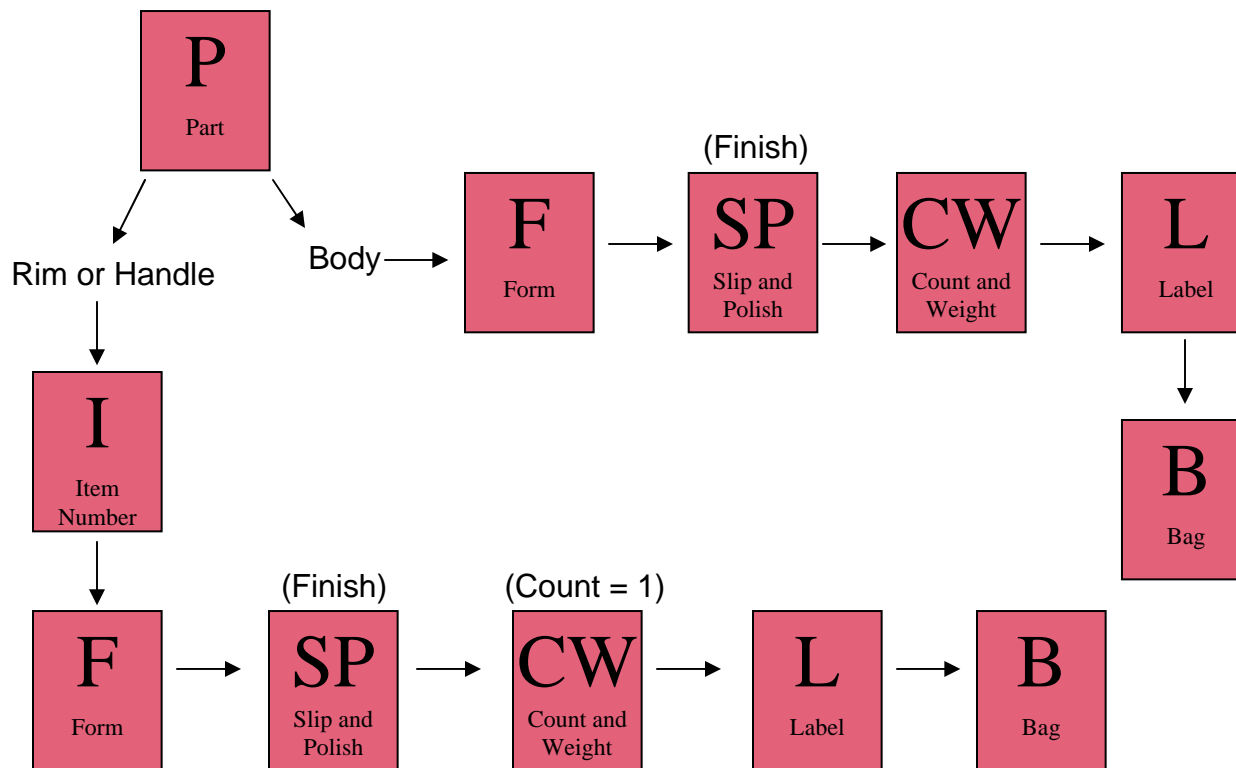 P
Part
Rim or Handle
Body
F
Form
(Finish)
SP
Slip and
Polish
CW
Count and
Weight
L
Label
B
Bag
I
Item
Number
F
Form
(Finish)
SP
Slip and
Polish
(Count = 1)
CW
Count and
Weight
L
Label
B
Bag